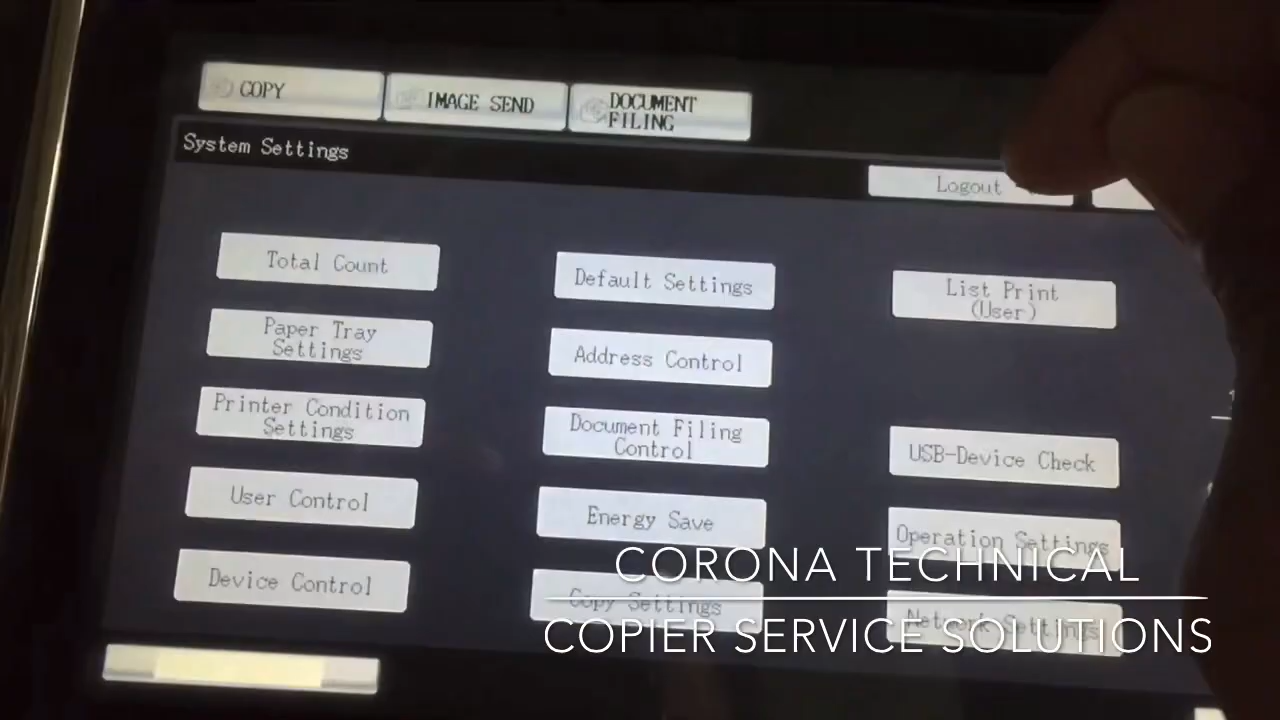 COPY
IMAGE SEND
DOCUMENT
FILING
System Settings
Logout
Total Count
Default Settings
List Print
(User)
Paper Tray
Settings
Address Control
Printer Condition
Settings
Document Filing
Control
USB-Device Check
User Control
Energy Save
Operation Settings
Device Control
Copy Settings
Network Settings
CORONA TECHNICAL
COPIER SERVICE SOLUTIONS